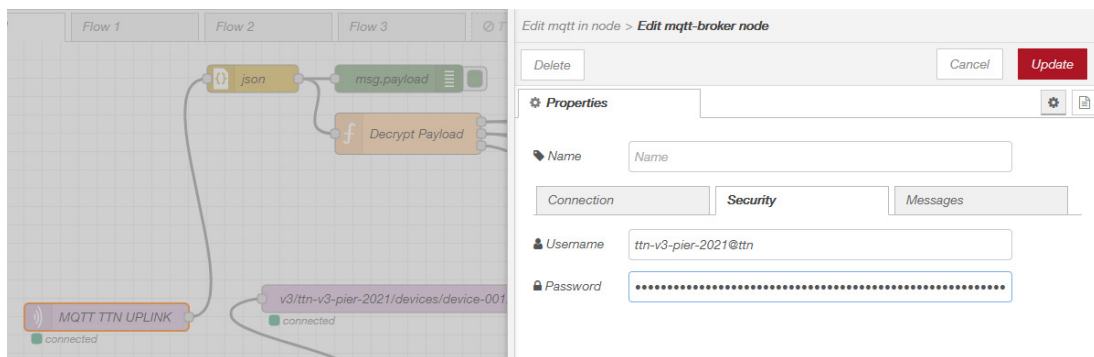 Flow 1
Flow 2
Flow 3
json
msg.payload
Decrypt Payload
MQTT TTN UPLINK
connected
v3/ttn-v3-pier-2021/devices/device-001
connected
Edit mqtt in node > Edit mqtt-broker node
Delete
Cancel
Update
Properties
Name
Name
Connection
Security
Messages
Username
ttn-v3-pier-2021@ttn
Password